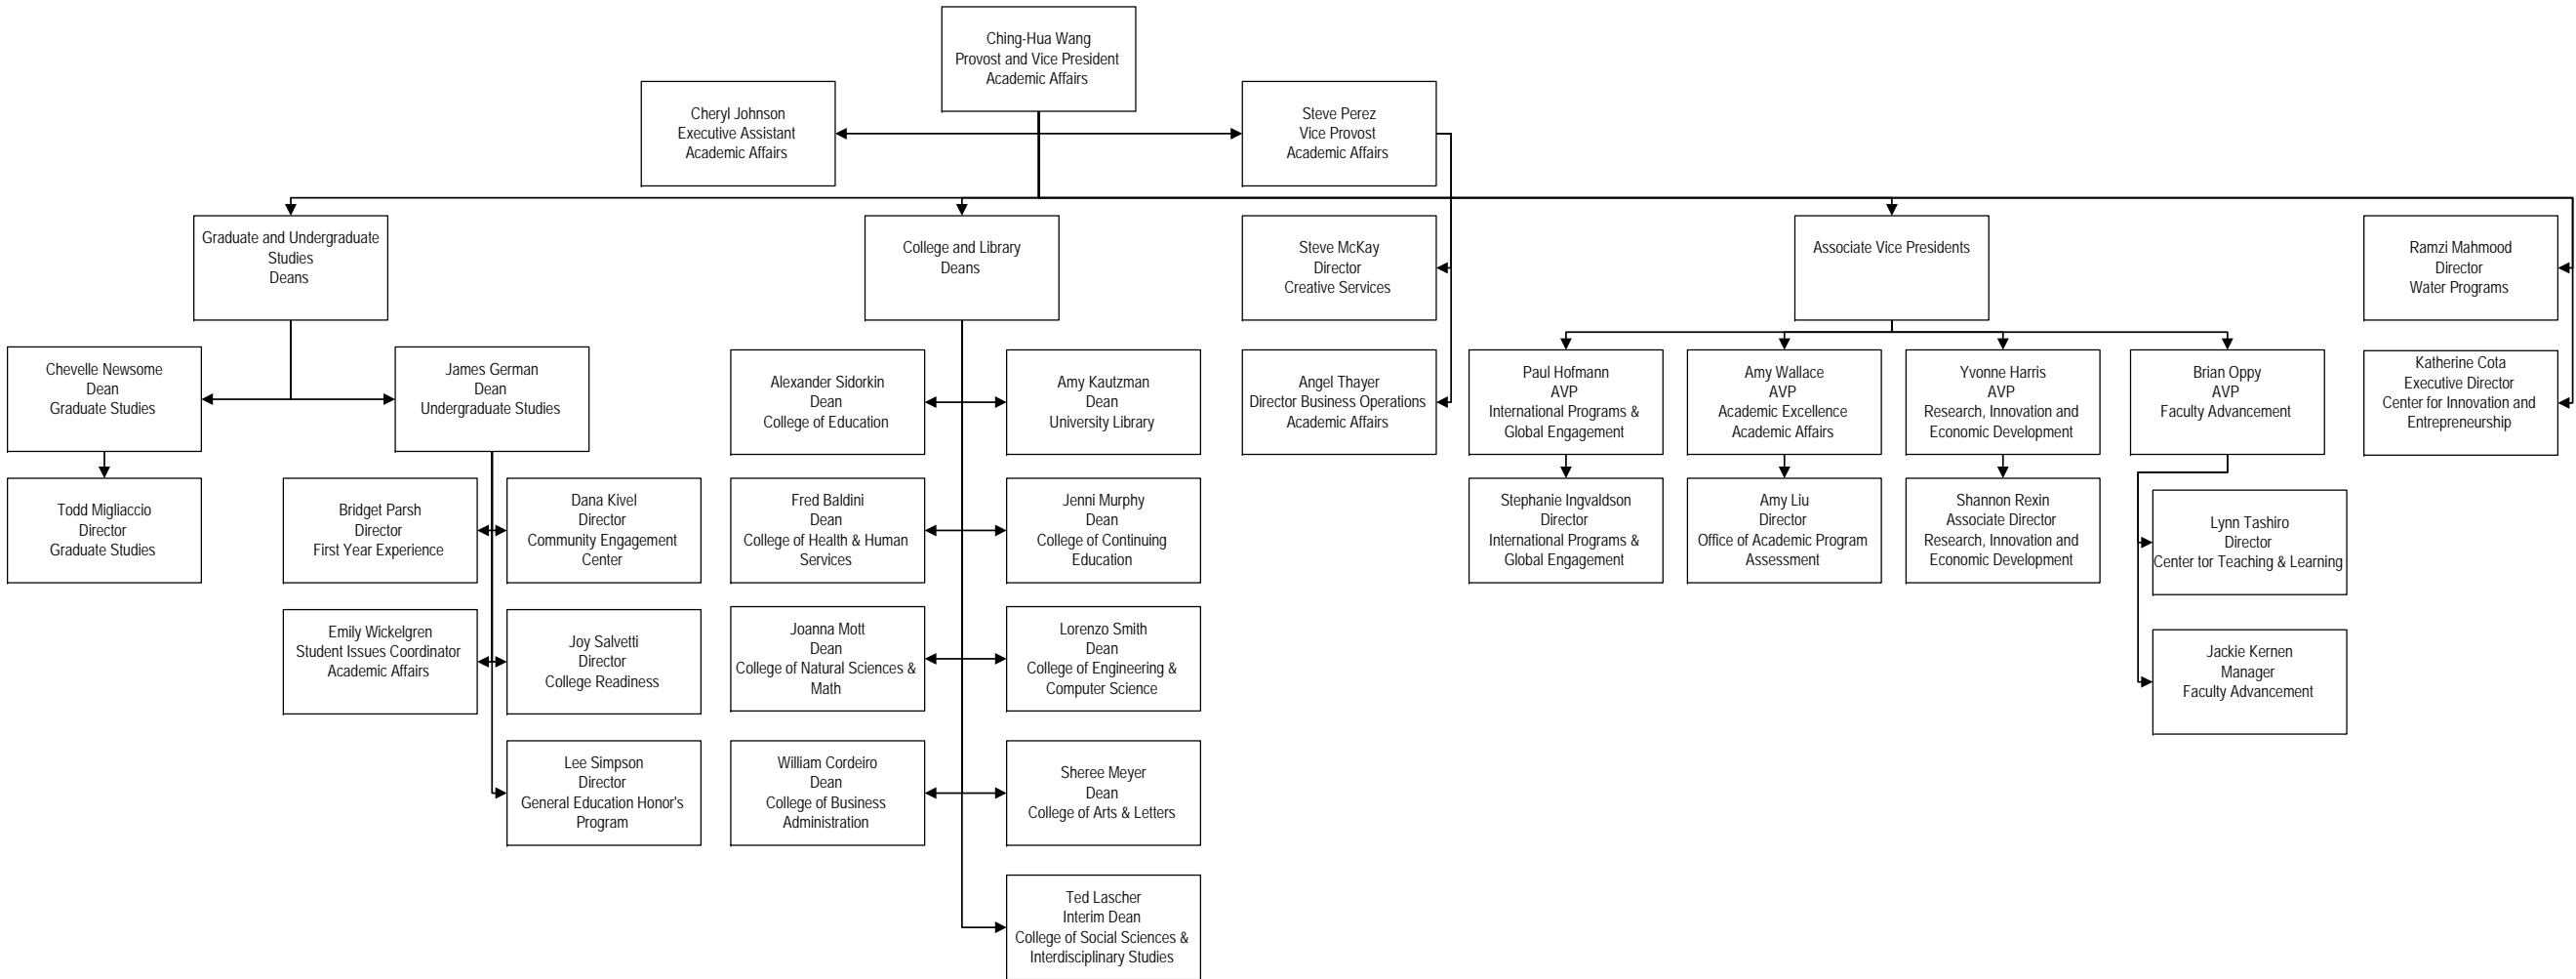 Ching-Hua Wang
Provost and Vice President
Academic Affairs
Cheryl Johnson
Executive Assistant
Academic Affairs
Steve Perez
Vice Provost
Academic Affairs
Graduate and Undergraduate
Studies
Deans
College and Library
Deans
Steve McKay
Director
Creative Services
Associate Vice Presidents
Ramzi Mahmood
Director
Water Programs
Chevelle Newsome
Dean
Graduate Studies
James German
Dean
Undergraduate Studies
Alexander Sidorkin
Dean
College of Education
Amy Kautzman
Dean
University Library
Angel Thayer
Director Business Operations
Academic Affairs
Paul Hofmann
AVP
International Programs &
Global Engagement
Amy Wallace
AVP
Academic Excellence
Academic Affairs
Yvonne Harris
AVP
Research, Innovation and
Economic Development
Brian Oppy
AVP
Faculty Advancement
Katherine Cota
Executive Director
Center for Innovation and
Entrepreneurship
Todd Migliaccio
Director
Graduate Studies
Bridget Parsh
Director
First Year Experience
Dana Kivel
Director
Community Engagement
Center
Fred Baldini
Dean
College of Health & Human
Services
Jenni Murphy
Dean
College of Continuing
Education
Stephanie Ingvaldson
Director
International Programs &
Global Engagement
Amy Liu
Director
Office of Academic Program
Assessment
Shannon Rexin
Associate Director
Research, Innovation and
Economic Development
Lynn Tashiro
Director
Center tor Teaching & Learning
Emily Wickelgren
Student Issues Coordinator
Academic Affairs
Joy Salvetti
Director
College Readiness
Joanna Mott
Dean
College of Natural Sciences &
Math
Lorenzo Smith
Dean
College of Engineering &
Computer Science
Jackie Kernen
Manager
Faculty Advancement
Lee Simpson
Director
General Education Honor's
Program
William Cordeiro
Dean
College of Business
Administration
Sheree Meyer
Dean
College of Arts & Letters
Ted Lascher
Interim Dean
College of Social Sciences &
Interdisciplinary Studies